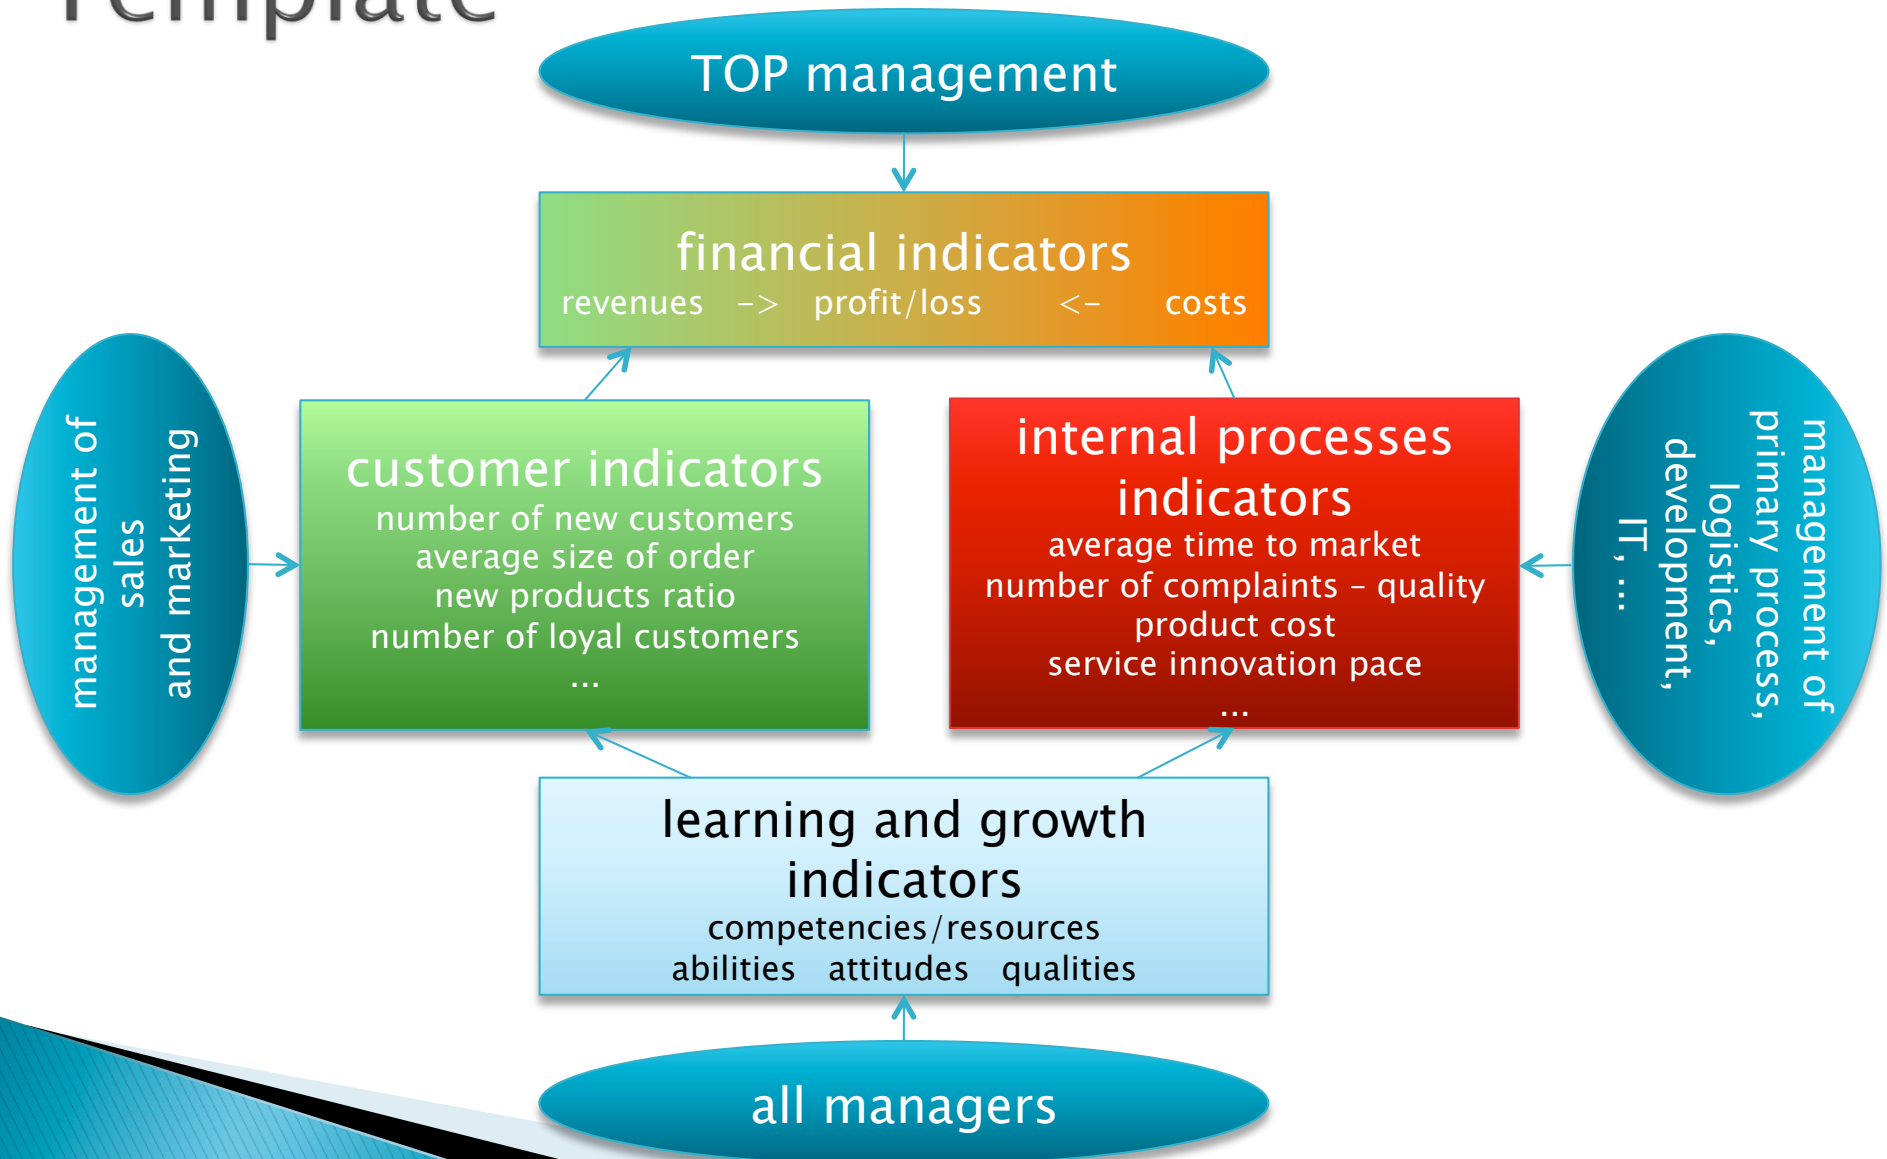 Template
TOP management
financial indicators
revenues -> profit/loss <- costs
management of
sales
and marketing
customer indicators
number of new customers
average size of order
new products ratio
number of loyal customers
...
internal processes
indicators
average time to market
number of complaints – quality
product cost
service innovation pace
...
management of
primary process,
logistics,
development,
IT, ...
learning and growth
indicators
competencies/resources
abilities attitudes qualities
all managers